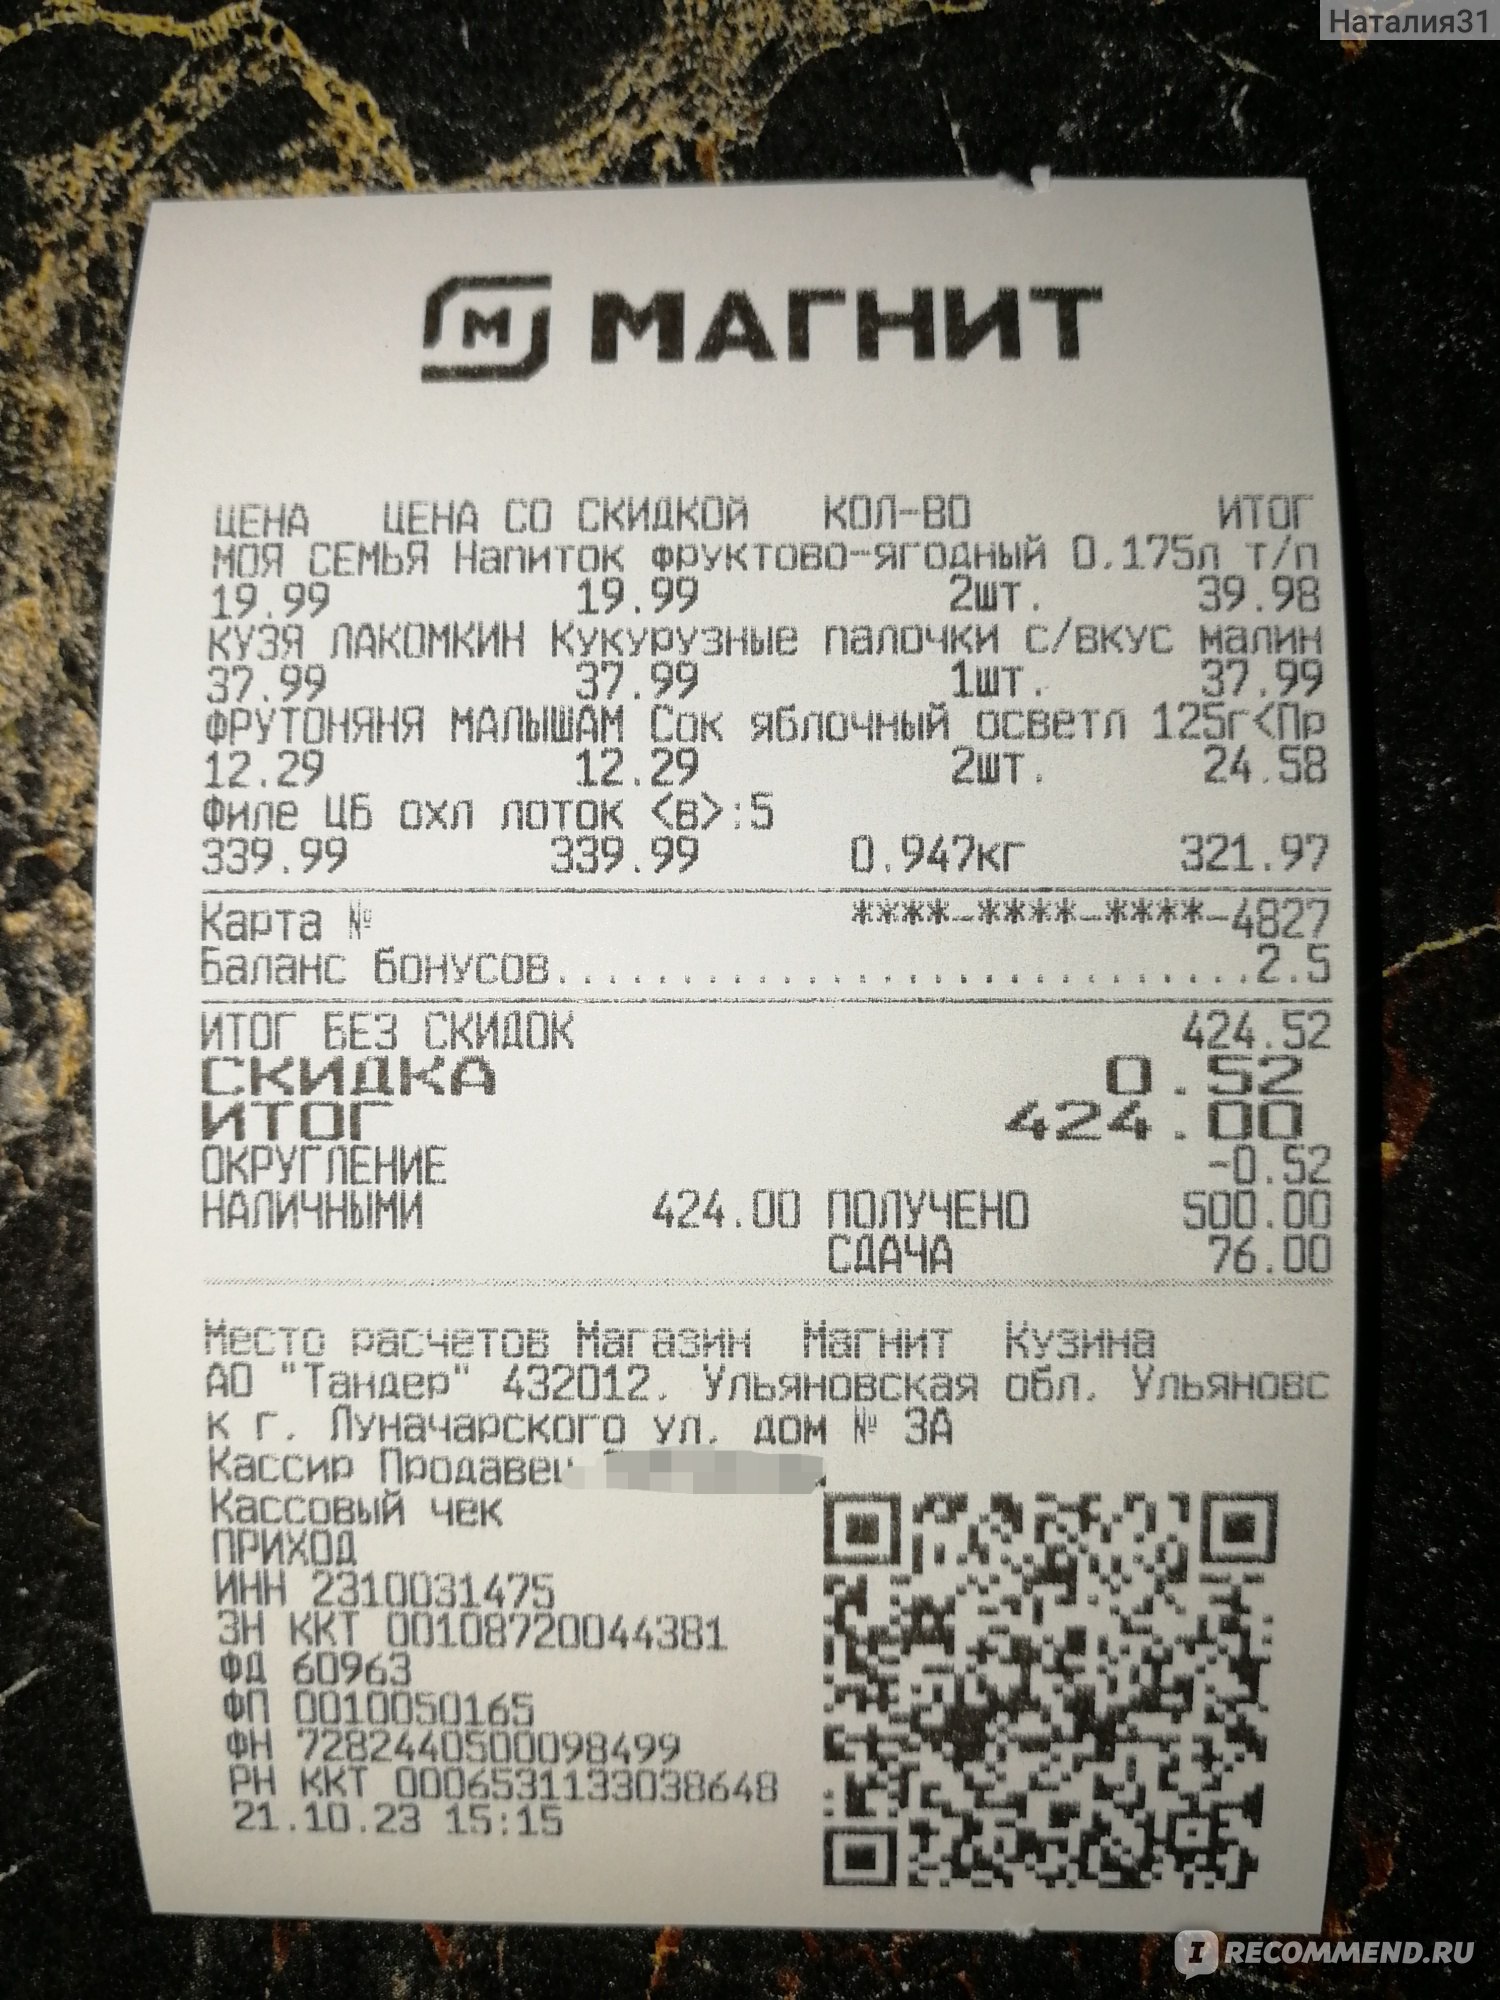 Наталия31
М МАГНИТ
ЦЕНА ЦЕНА СО СКИДКОЙ КОЛ-ВО ИТОГ
МОЯ СЕМЬЯ Напиток фруктово-ягодный 0.175л т/п
19.99 19.99 2шт. 39.98
КУЗЯ ЛАКОМКИН Кукурузные палочки с/вкус малин
37.99 37.99 1шт. 37.99
ФРУТОНЯНЯ МАЛЫШАМ Сок яблочный осветл 125г<Пр
12.29 12.29 2шт. 24.58
Филе ЦБ охл лоток <в>:5
339.99 339.99 0.947кг 321.97
Карта № ****-****-****-4827
Баланс бонусов..............................2.5
ИТОГ БЕЗ СКИДОК 424.52
СКИДКА 0.52
ИТОГ 424.00
ОКРУГЛЕНИЕ -0.52
НАЛИЧНЫМИ 424.00 ПОЛУЧЕНО 500.00
СДАЧА 76.00
Место расчетов Магазин Магнит Кузина
АО "Тандер" 432012, Ульяновская обл, Ульяновс
к г, Луначарского ул, дом № 3А
Кассир Продавец
Кассовый чек
ПРИХОД
ИНН 2310031475
ЗН ККТ 00108720044381
ФД 60963
ФП 0010050165
ФН 7282440500098499
РН ККТ 0006531133038648
21.10.23 15:15
IRECOMMEND.RU